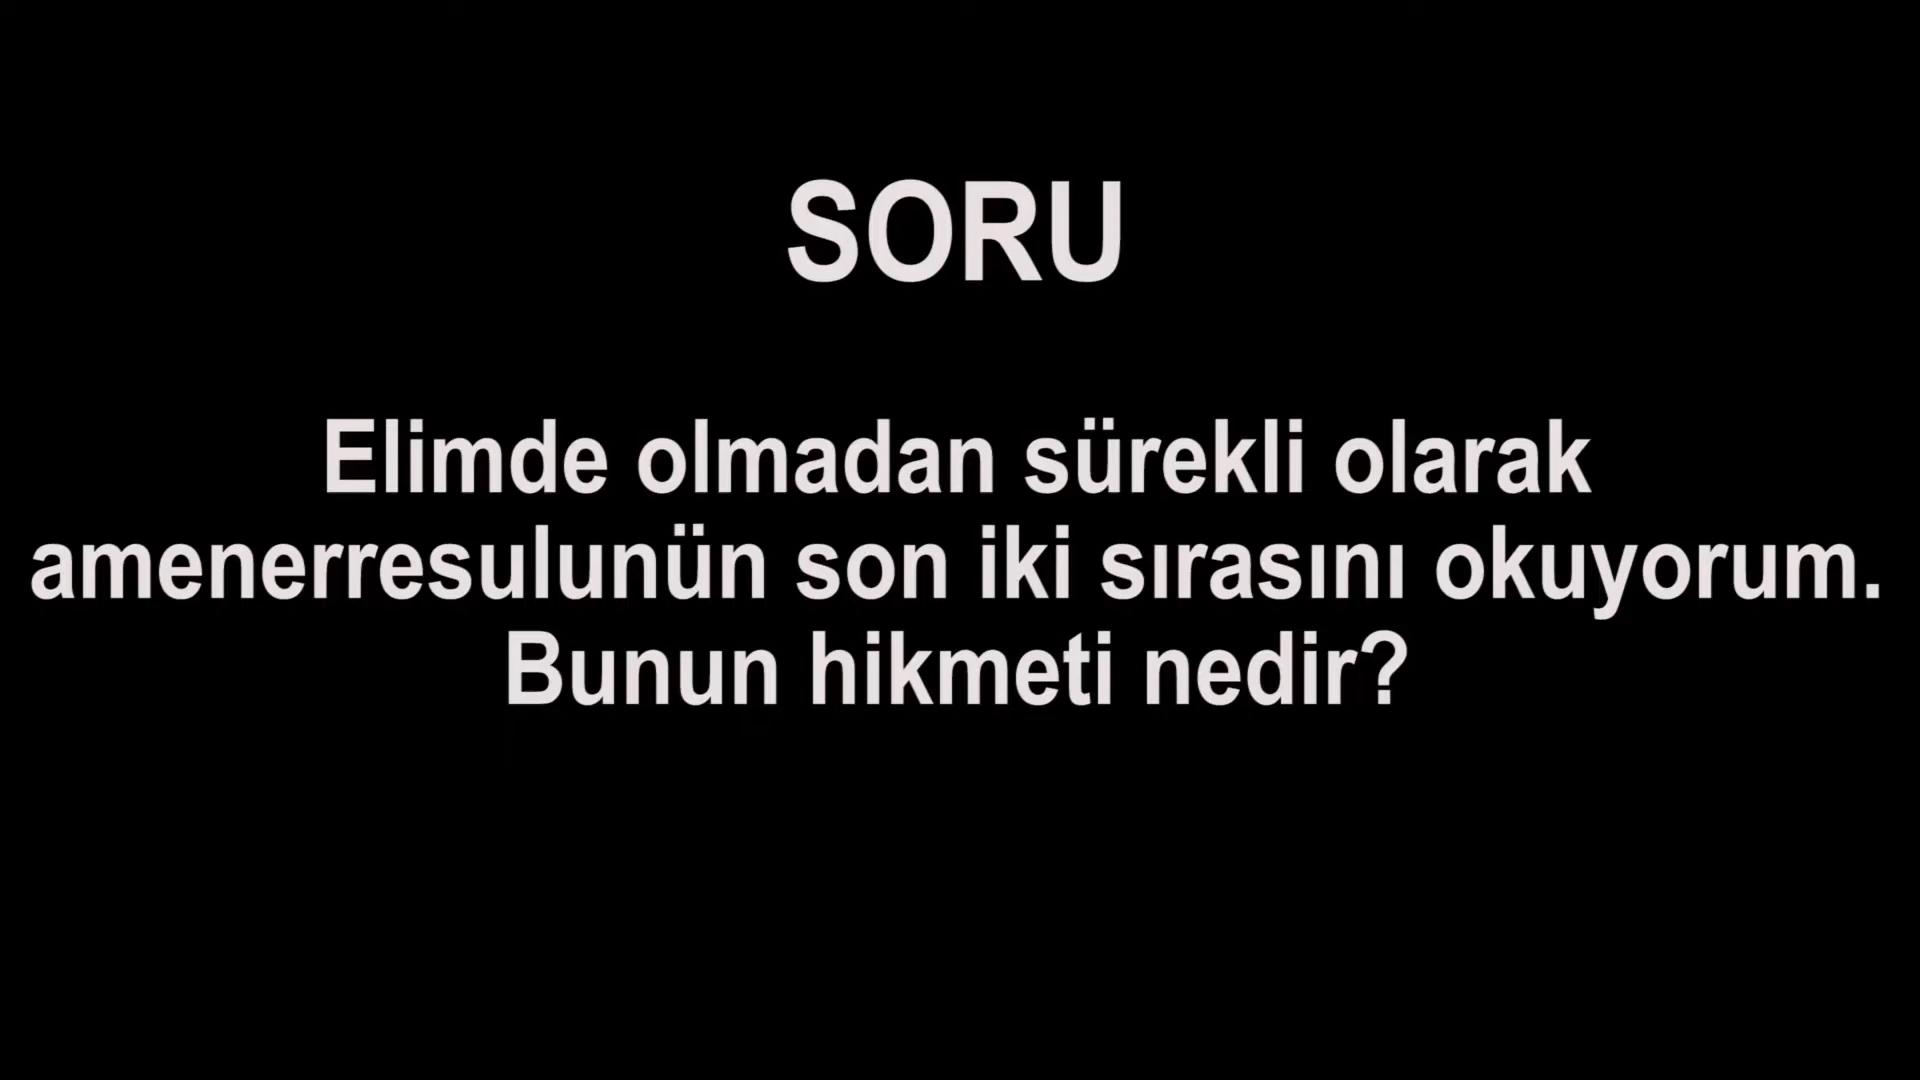 SORU
Elimde olmadan sürekli olarak
amenerresulunün son iki sırasını okuyorum.
Bunun hikmeti nedir?